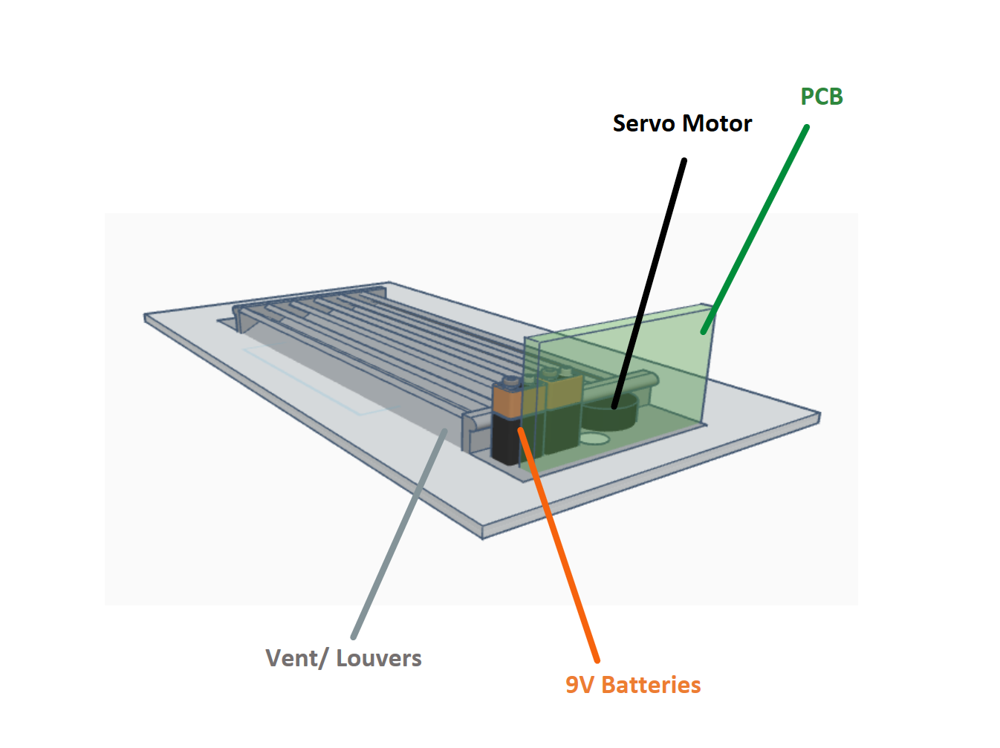 PCB
Servo Motor
Vent/ Louvers
9V Batteries